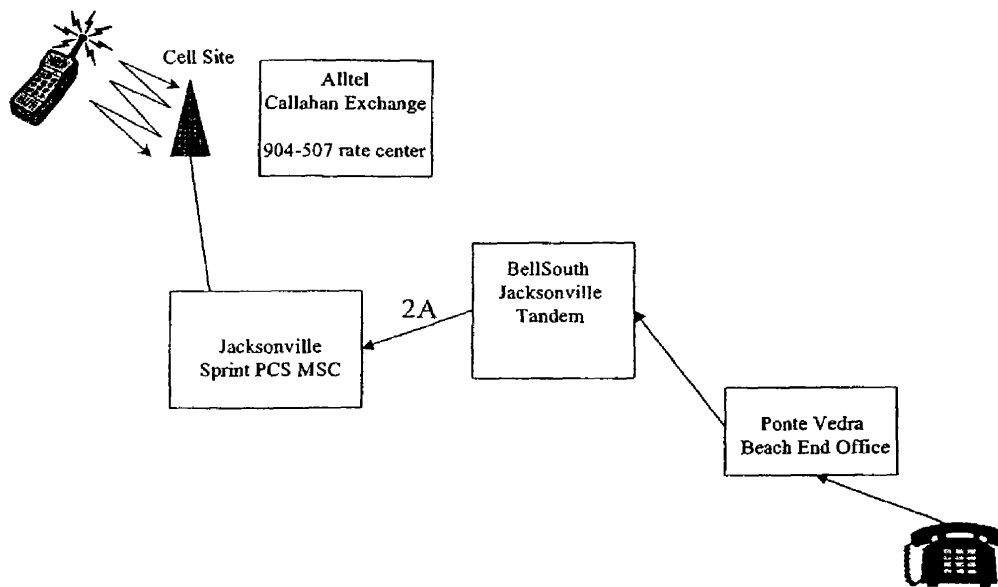 Cell Site
Alltel
Callahan Exchange
904-507 rate center
BellSouth
Jacksonville
Tandem
2A
Jacksonville
Sprint PCS MSC
Ponte Vedra
Beach End Office